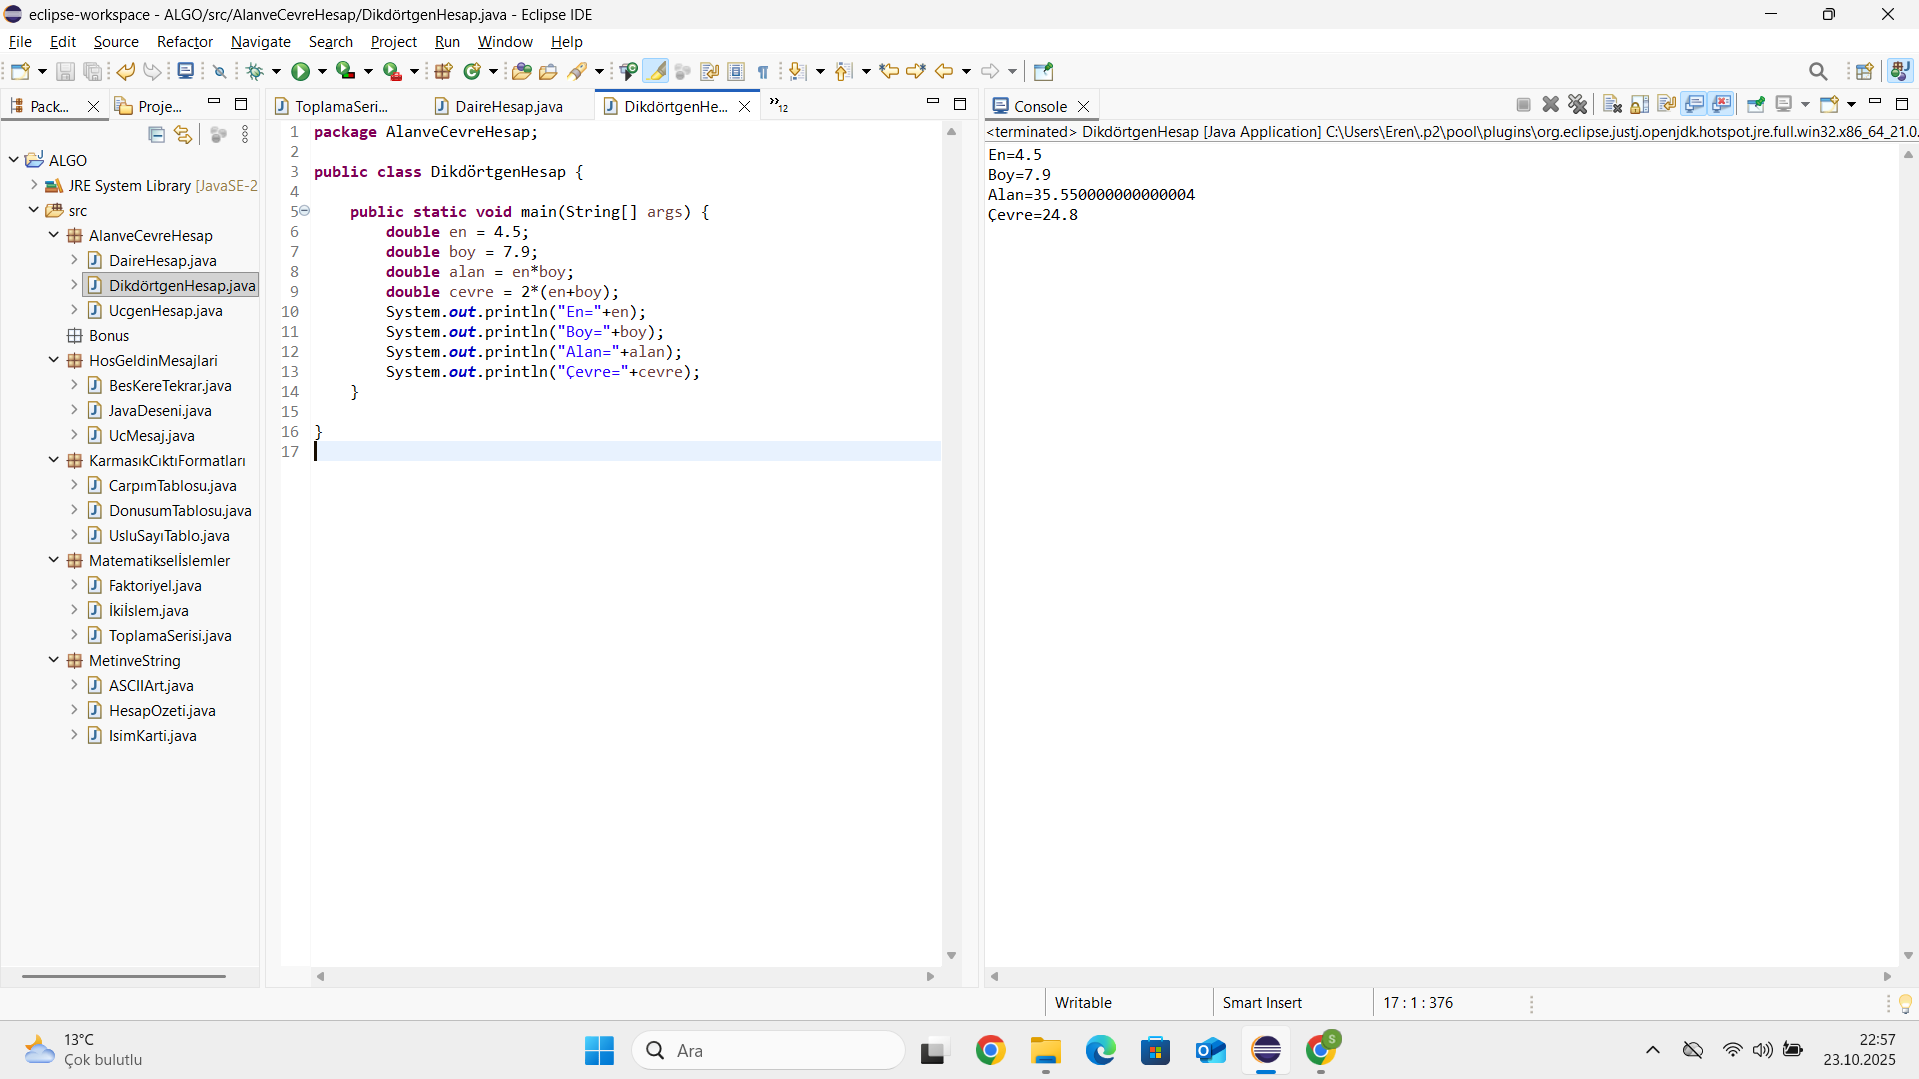 eclipse-workspace - ALGO/src/AlanveCevreHesap/DikdörtgenHesap.java - Eclipse IDE
File Edit Source Refactor Navigate Search Project Run Window Help
Pack...
Proje...
ALGO
JRE System Library [JavaSE-2
src
AlanveCevreHesap
DaireHesap.java
DikdörtgenHesap.java
UcgenHesap.java
Bonus
HosGeldinMesajlari
BesKereTekrar.java
JavaDeseni.java
UcMesaj.java
KarmasıkCıktıFormatları
CarpımTablosu.java
DonusumTablosu.java
UsluSayıTablo.java
Matematikselİslemler
Faktoriyel.java
İkiİslem.java
ToplamaSerisi.java
MetinveString
ASCIIArt.java
HesapOzeti.java
IsimKarti.java
ToplamaSeri...
DaireHesap.java
DikdörtgenHe...
»12
1 package AlanveCevreHesap;
2
3 public class DikdörtgenHesap {
4
5 public static void main(String[] args) {
6 double en = 4.5;
7 double boy = 7.9;
8 double alan = en*boy;
9 double cevre = 2*(en+boy);
10 System.out.println("En="+en);
11 System.out.println("Boy="+boy);
12 System.out.println("Alan="+alan);
13 System.out.println("Çevre="+cevre);
14 }
15
16 }
17
Console
<terminated> DikdörtgenHesap [Java Application] C:\Users\Eren\.p2\pool\plugins\org.eclipse.justj.openjdk.hotspot.jre.full.win32.x86_64_21.0.
En=4.5
Boy=7.9
Alan=35.550000000000004
Çevre=24.8
Writable
Smart Insert
17 : 1 : 376
13°C
Çok bulutlu
Ara
S
22:57
23.10.2025